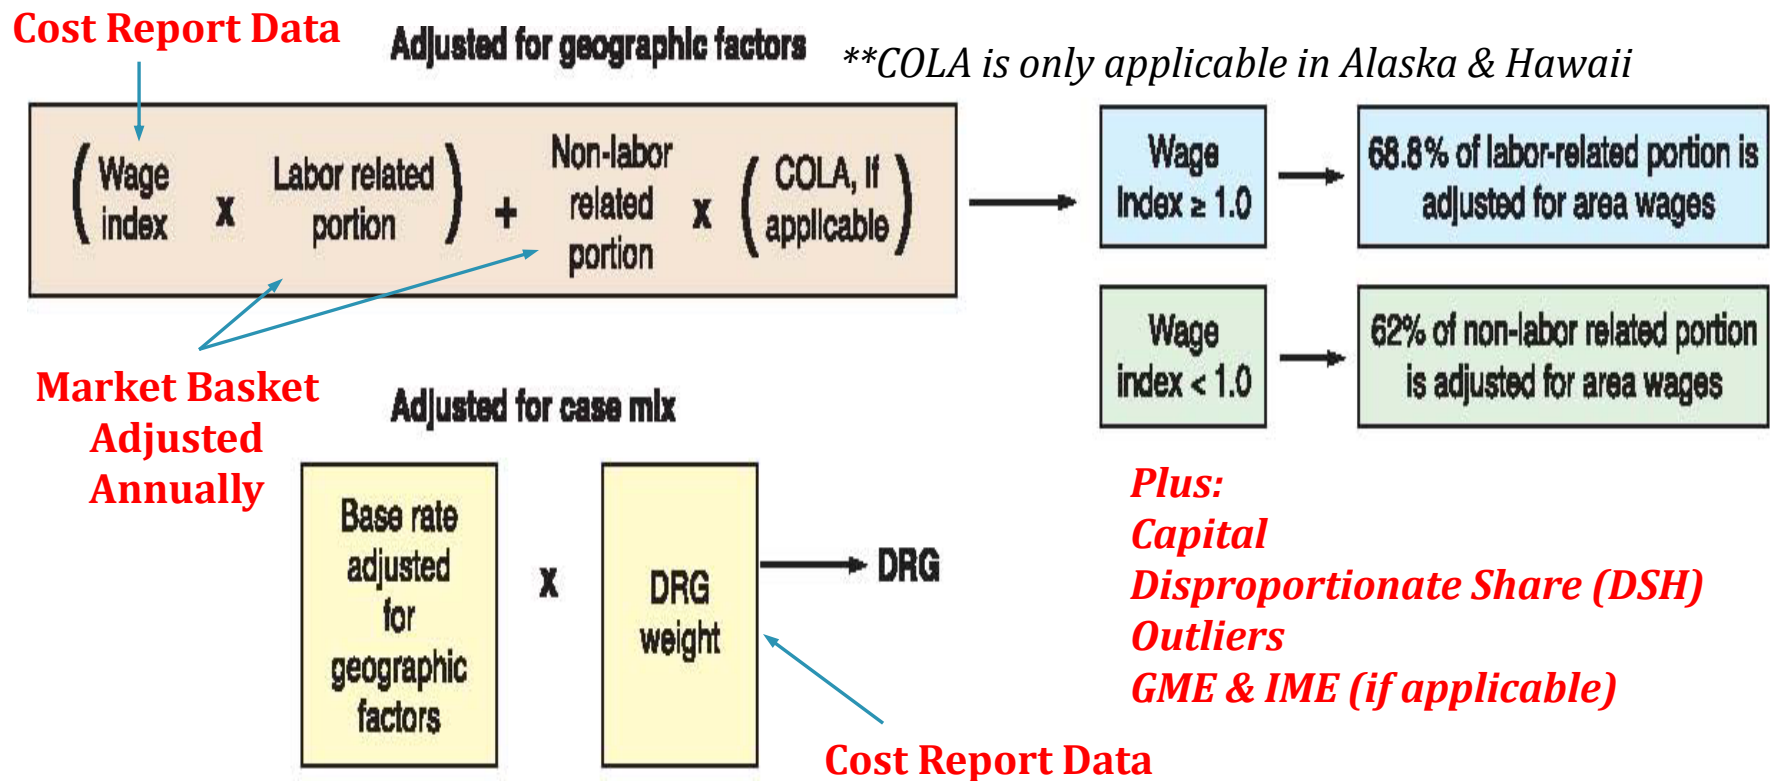 Cost Report Data
Adjusted for geographic factors
**COLA is only applicable in Alaska & Hawaii
( Wage
index
x
Labor related
portion )
+
Non-labor
related
portion
x
( COLA, if
applicable )
Wage
index ≥ 1.0
68.8% of labor-related portion is
adjusted for area wages
Wage
index < 1.0
62% of non-labor related portion
is adjusted for area wages
Market Basket
Adjusted
Annually
Adjusted for case mix
Base rate
adjusted
for
geographic
factors
x
DRG
weight
DRG
Cost Report Data
Plus:
Capital
Disproportionate Share (DSH)
Outliers
GME & IME (if applicable)